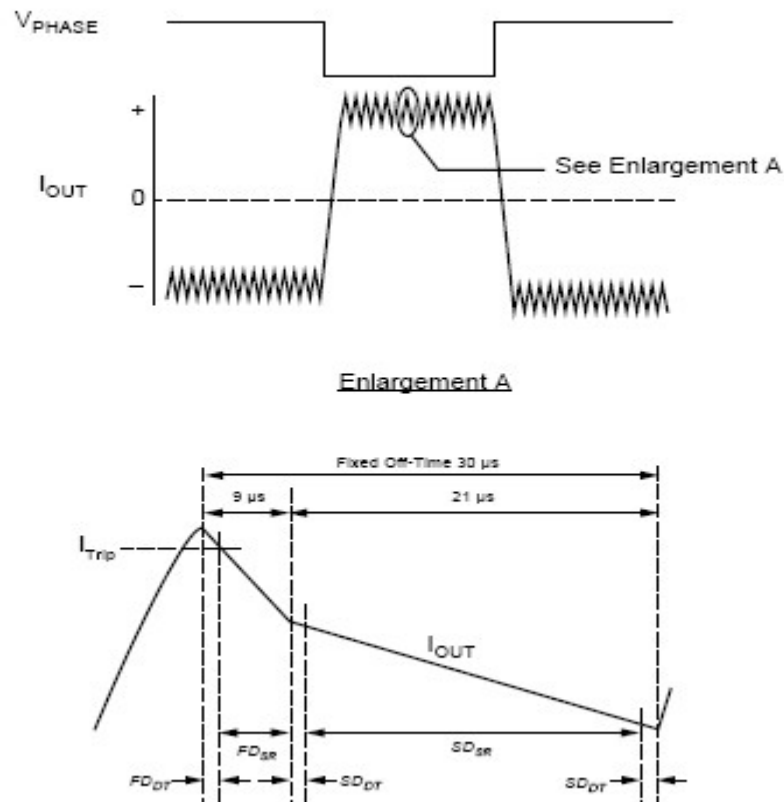 VPHASE
+
See Enlargement A
IOUT
0
–
Enlargement A
Fixed Off-Time 30 µs
9 µs
21 µs
ITrip
IOUT
FDSR
SDSR
FDDT
SDDT
SDDT